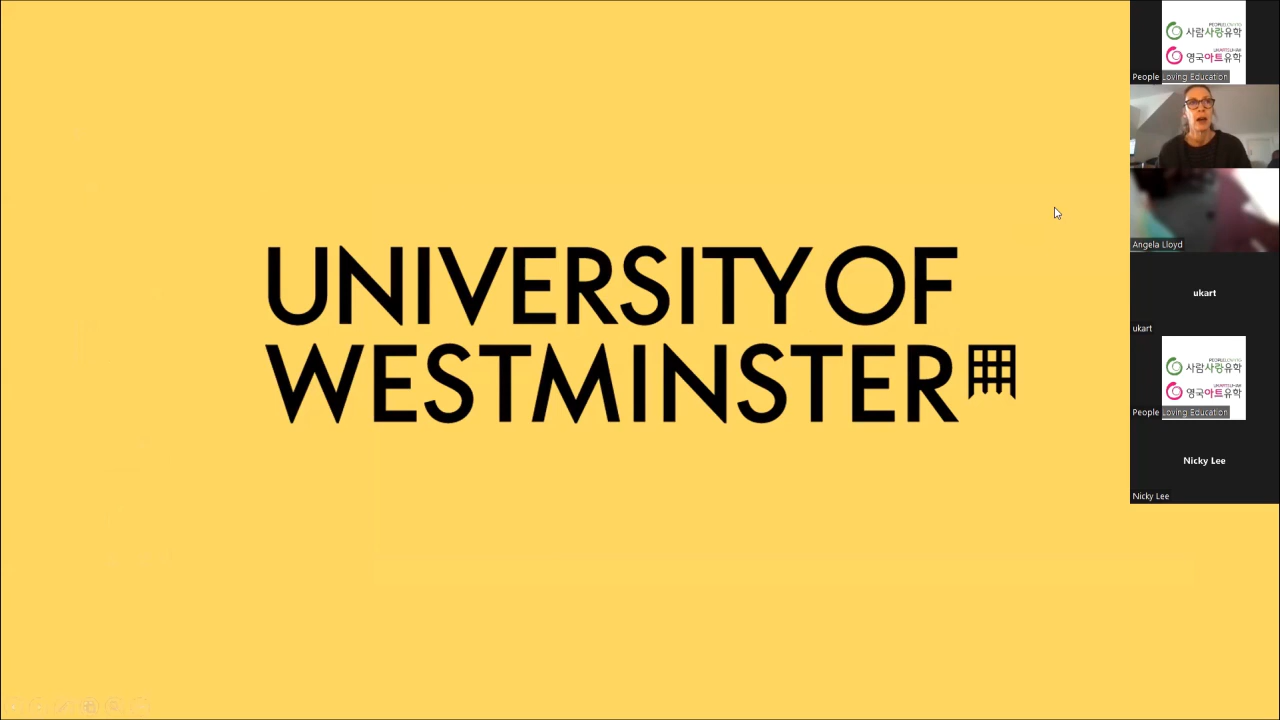 UNIVERSITY OF
WESTMINSTER
사람사랑유학
영국아트유학
People Loving Education
Angela Lloyd
ukart
ukart
사람사랑유학
영국아트유학
People Loving Education
Nicky Lee
Nicky Lee